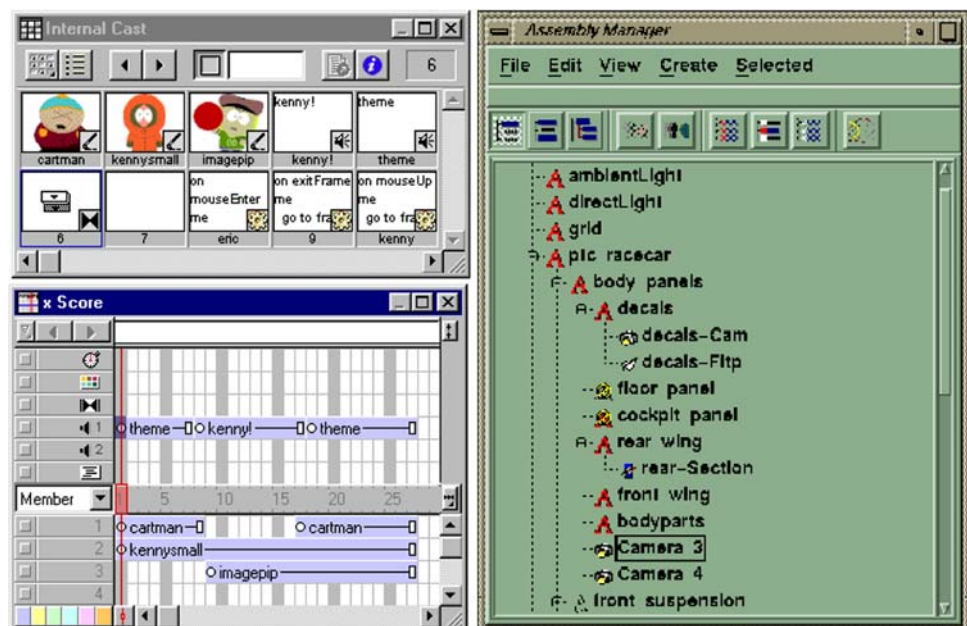 Internal Cast
6
kenny!
theme
cartman
kennysmall
imagepip
kenny!
theme
on mouseEnter me
on exitFrame me go to fra
on mouseUp me go to fra
6
7
eric
9
kenny
x Score
1
theme
kenny!
theme
2
Member
1
5
10
15
20
25
1
cartman
cartman
2
kennysmall
3
imagepip
4
Assembly Manager
File Edit View Create Selected
ambientLight
directLight
grid
pic racecar
body panels
decals
decals-Cam
decals-Fltp
floor panel
cockpit panel
rear wing
rear-Section
front wing
bodyparts
Camera 3
Camera 4
front suspension